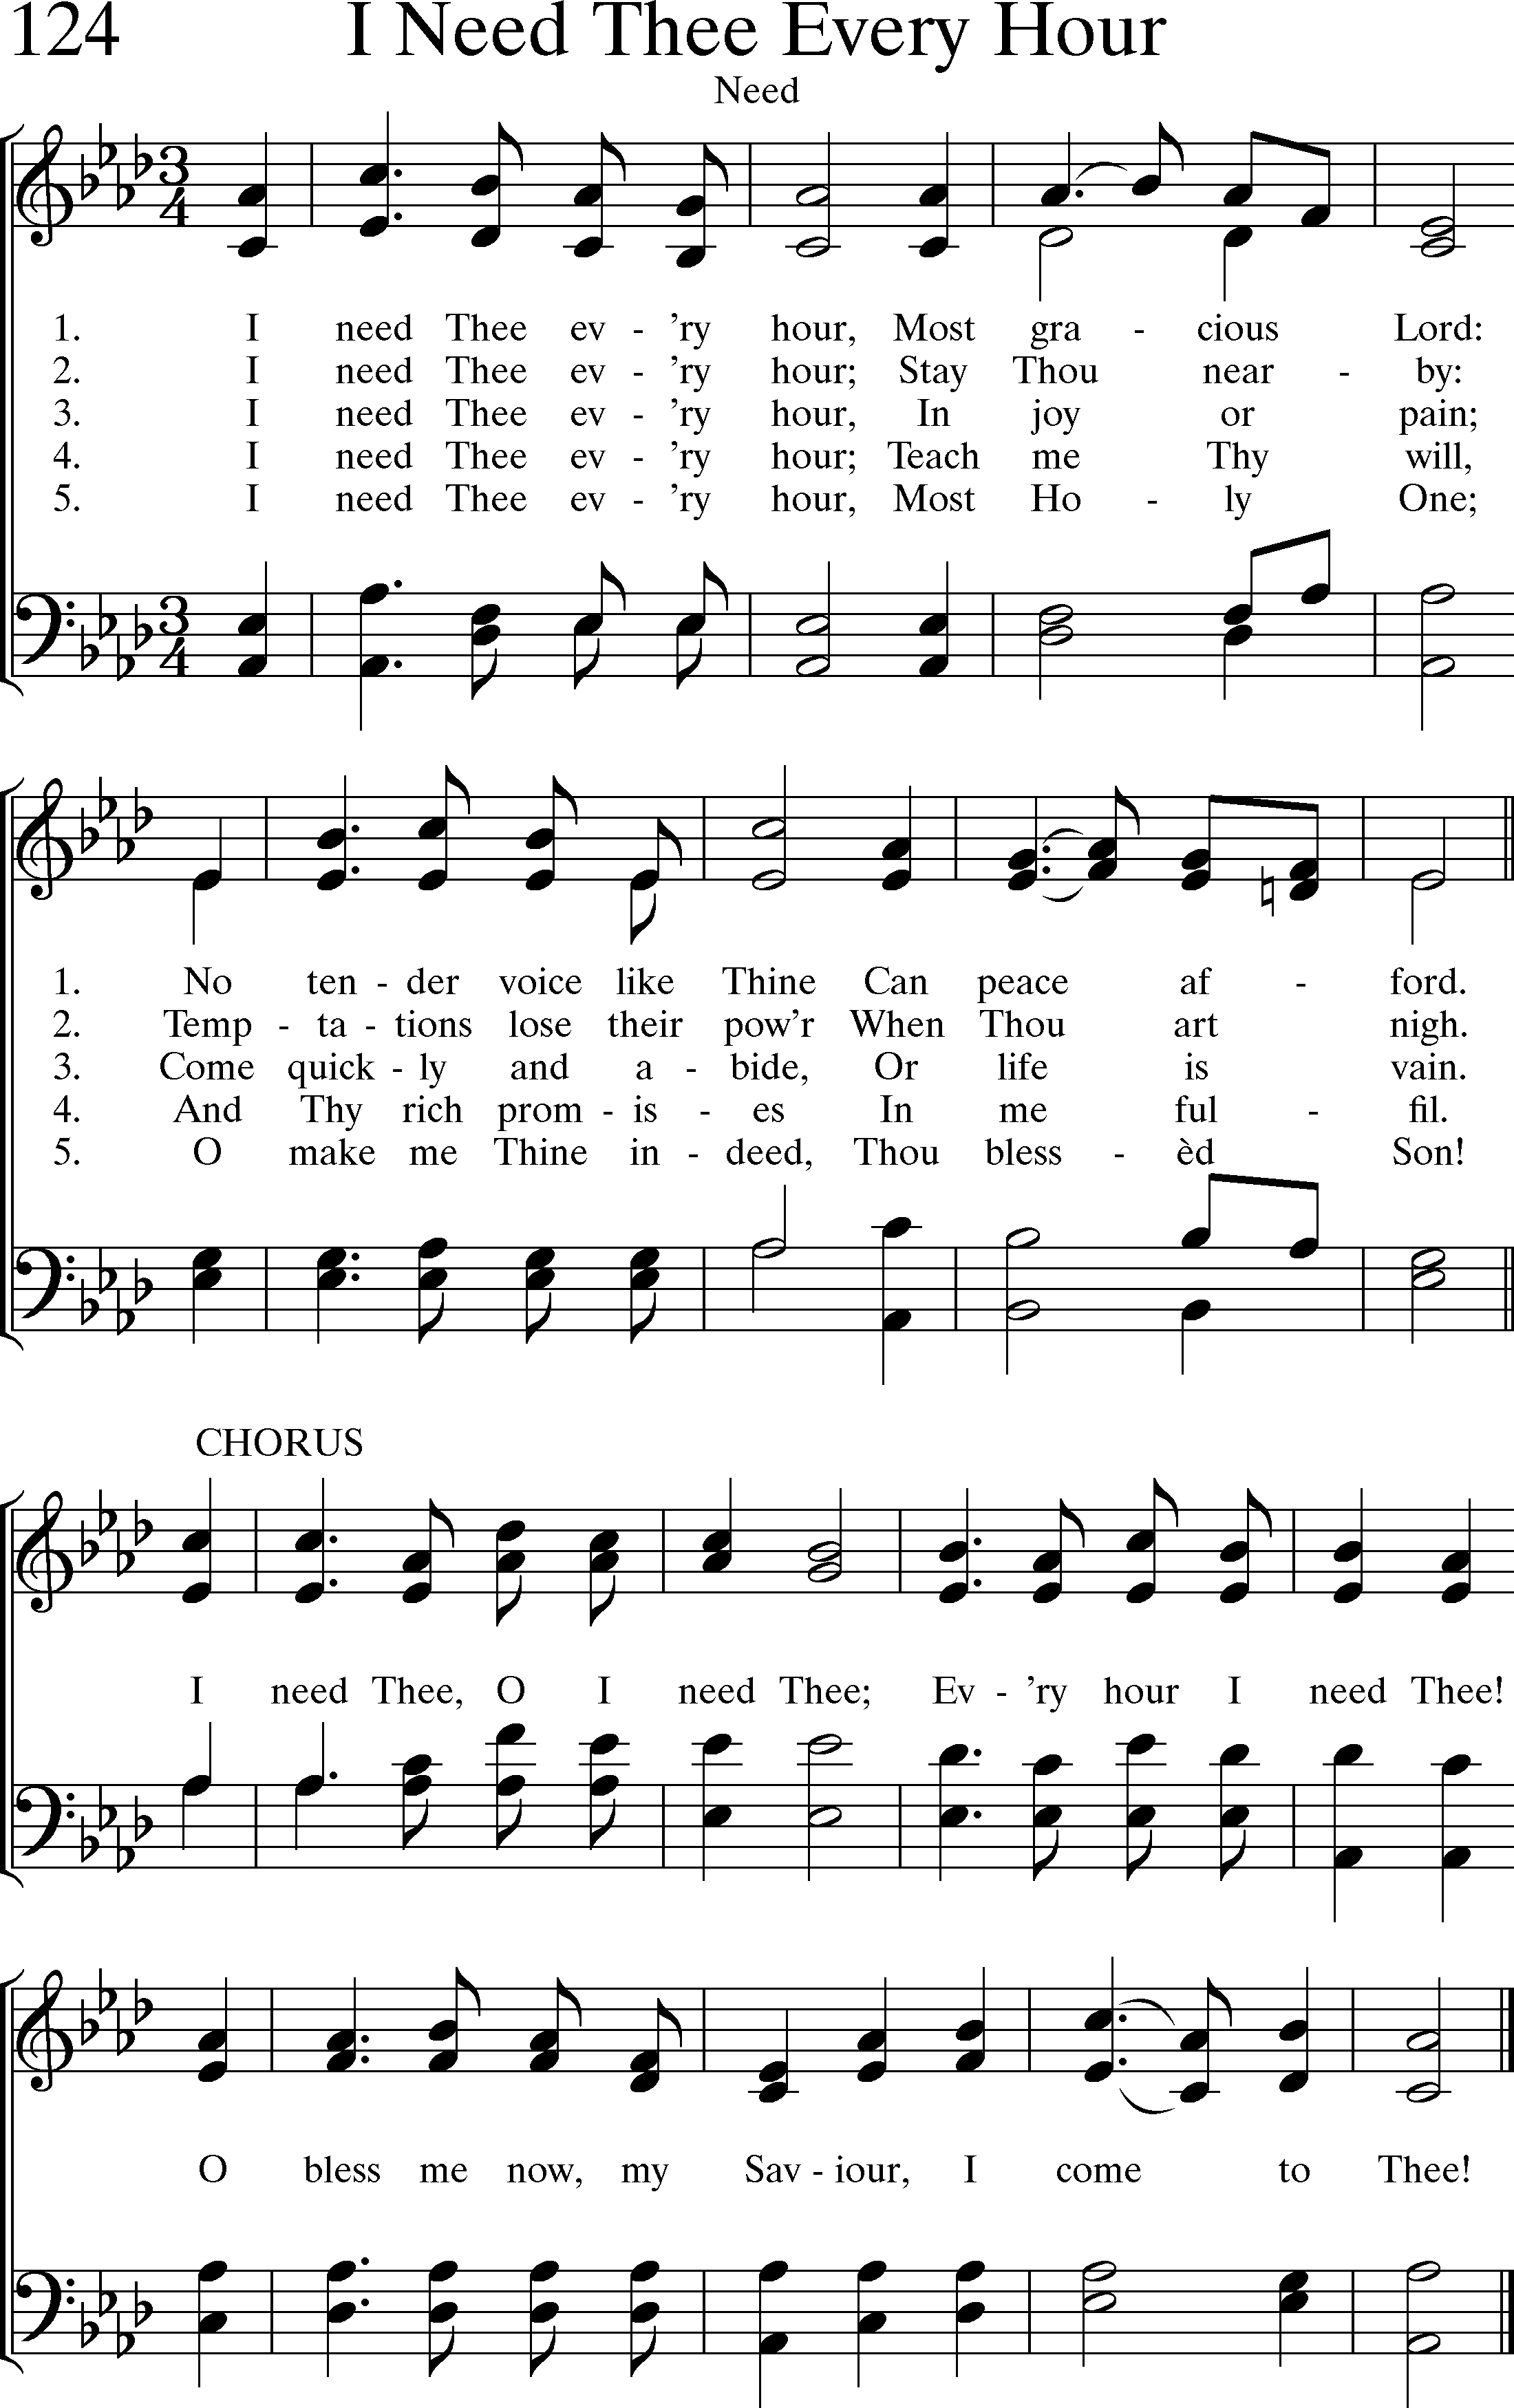 124 I Need Thee Every Hour
Need
3
4
1. I need Thee ev - ’ry hour, Most gra - cious Lord:
2. I need Thee ev - ’ry hour; Stay Thou near - by:
3. I need Thee ev - ’ry hour, In joy or pain;
4. I need Thee ev - ’ry hour; Teach me Thy will,
5. I need Thee ev - ’ry hour, Most Ho - ly One;
3
4
1. No ten - der voice like Thine Can peace af - ford.
2. Temp - ta - tions lose their pow'r When Thou art nigh.
3. Come quick - ly and a - bide, Or life is vain.
4. And Thy rich prom - is - es In me ful - fil.
5. O make me Thine in - deed, Thou bless - èd Son!
CHORUS
I need Thee, O I need Thee; Ev - ’ry hour I need Thee!
O bless me now, my Sav - iour, I come to Thee!